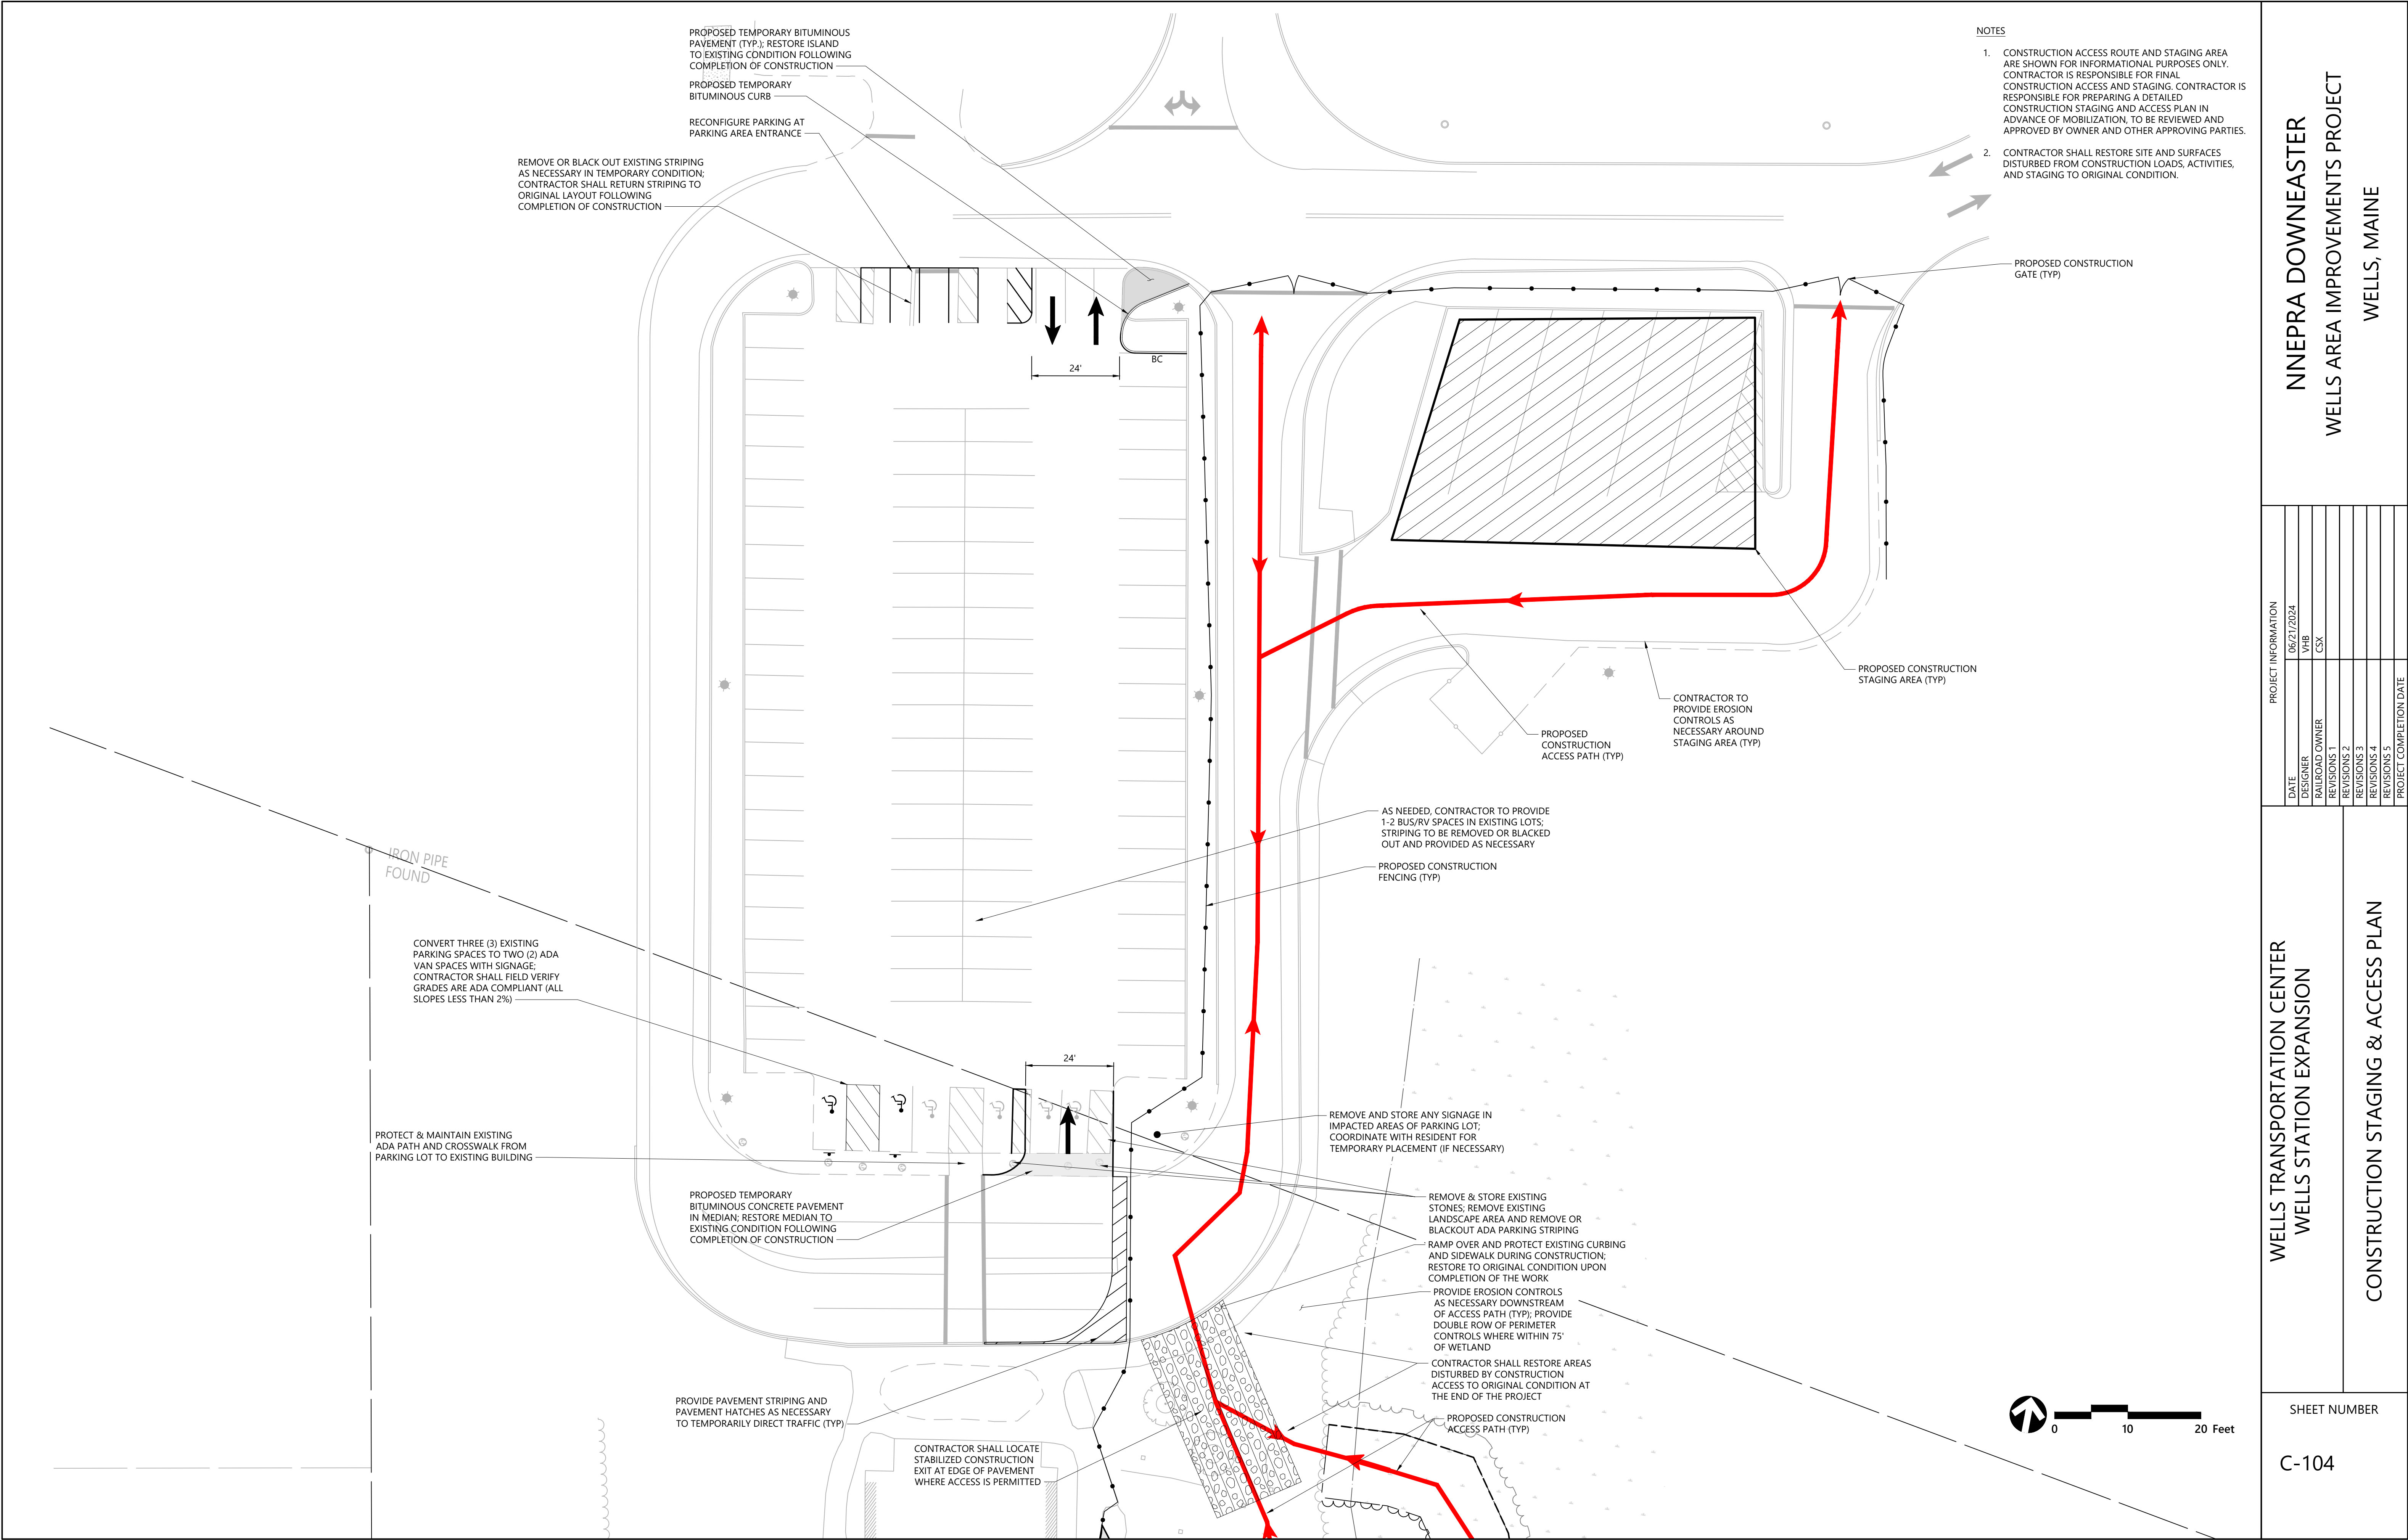 PROPOSED TEMPORARY BITUMINOUS
PAVEMENT (TYP.); RESTORE ISLAND
TO EXISTING CONDITION FOLLOWING
COMPLETION OF CONSTRUCTION
PROPOSED TEMPORARY
BITUMINOUS CURB
RECONFIGURE PARKING AT
PARKING AREA ENTRANCE
REMOVE OR BLACK OUT EXISTING STRIPING
AS NECESSARY IN TEMPORARY CONDITION;
CONTRACTOR SHALL RETURN STRIPING TO
ORIGINAL LAYOUT FOLLOWING
COMPLETION OF CONSTRUCTION
NOTES
1. CONSTRUCTION ACCESS ROUTE AND STAGING AREA
ARE SHOWN FOR INFORMATIONAL PURPOSES ONLY.
CONTRACTOR IS RESPONSIBLE FOR FINAL
CONSTRUCTION ACCESS AND STAGING. CONTRACTOR IS
RESPONSIBLE FOR PREPARING A DETAILED
CONSTRUCTION STAGING AND ACCESS PLAN IN
ADVANCE OF MOBILIZATION, TO BE REVIEWED AND
APPROVED BY OWNER AND OTHER APPROVING PARTIES.
2. CONTRACTOR SHALL RESTORE SITE AND SURFACES
DISTURBED FROM CONSTRUCTION LOADS, ACTIVITIES,
AND STAGING TO ORIGINAL CONDITION.
PROPOSED CONSTRUCTION
GATE (TYP)
BC
24'
PROPOSED CONSTRUCTION
STAGING AREA (TYP)
CONTRACTOR TO
PROVIDE EROSION
CONTROLS AS
NECESSARY AROUND
STAGING AREA (TYP)
PROPOSED
CONSTRUCTION
ACCESS PATH (TYP)
AS NEEDED, CONTRACTOR TO PROVIDE
1-2 BUS/RV SPACES IN EXISTING LOTS;
STRIPING TO BE REMOVED OR BLACKED
OUT AND PROVIDED AS NECESSARY
PROPOSED CONSTRUCTION
FENCING (TYP)
IRON PIPE
FOUND
CONVERT THREE (3) EXISTING
PARKING SPACES TO TWO (2) ADA
VAN SPACES WITH SIGNAGE;
CONTRACTOR SHALL FIELD VERIFY
GRADES ARE ADA COMPLIANT (ALL
SLOPES LESS THAN 2%)
24'
PROTECT & MAINTAIN EXISTING
ADA PATH AND CROSSWALK FROM
PARKING LOT TO EXISTING BUILDING
REMOVE AND STORE ANY SIGNAGE IN
IMPACTED AREAS OF PARKING LOT;
COORDINATE WITH RESIDENT FOR
TEMPORARY PLACEMENT (IF NECESSARY)
PROPOSED TEMPORARY
BITUMINOUS CONCRETE PAVEMENT
IN MEDIAN; RESTORE MEDIAN TO
EXISTING CONDITION FOLLOWING
COMPLETION OF CONSTRUCTION
REMOVE & STORE EXISTING
STONES; REMOVE EXISTING
LANDSCAPE AREA AND REMOVE OR
BLACKOUT ADA PARKING STRIPING
RAMP OVER AND PROTECT EXISTING CURBING
AND SIDEWALK DURING CONSTRUCTION;
RESTORE TO ORIGINAL CONDITION UPON
COMPLETION OF THE WORK
PROVIDE EROSION CONTROLS
AS NECESSARY DOWNSTREAM
OF ACCESS PATH (TYP); PROVIDE
DOUBLE ROW OF PERIMETER
CONTROLS WHERE WITHIN 75'
OF WETLAND
CONTRACTOR SHALL RESTORE AREAS
DISTURBED BY CONSTRUCTION
ACCESS TO ORIGINAL CONDITION AT
THE END OF THE PROJECT
PROPOSED CONSTRUCTION
ACCESS PATH (TYP)
PROVIDE PAVEMENT STRIPING AND
PAVEMENT HATCHES AS NECESSARY
TO TEMPORARILY DIRECT TRAFFIC (TYP)
CONTRACTOR SHALL LOCATE
STABILIZED CONSTRUCTION
EXIT AT EDGE OF PAVEMENT
WHERE ACCESS IS PERMITTED
0 10 20 Feet
NNEPRA DOWNEASTER
WELLS AREA IMPROVEMENTS PROJECT
WELLS, MAINE
PROJECT INFORMATION
DATE 06/21/2024
DESIGNER VHB
RAILROAD OWNER CSX
REVISIONS 1
REVISIONS 2
REVISIONS 3
REVISIONS 4
REVISIONS 5
PROJECT COMPLETION DATE
WELLS TRANSPORTATION CENTER
WELLS STATION EXPANSION
CONSTRUCTION STAGING & ACCESS PLAN
SHEET NUMBER
C-104